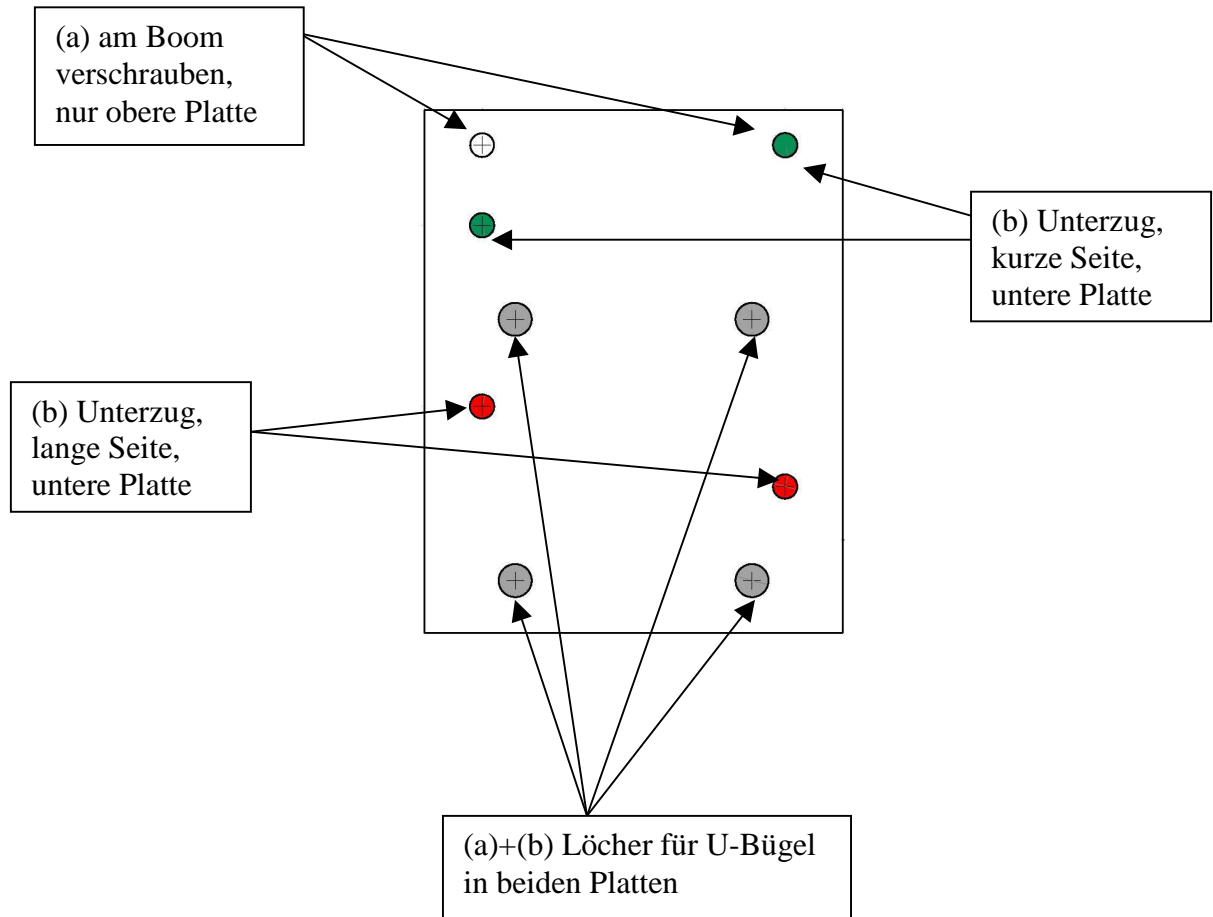 (a) am Boom
verschrauben,
nur obere Platte
(b) Unterzug,
kurze Seite,
untere Platte
(b) Unterzug,
lange Seite,
untere Platte
(a)+(b) Löcher für U-Bügel
in beiden Platten